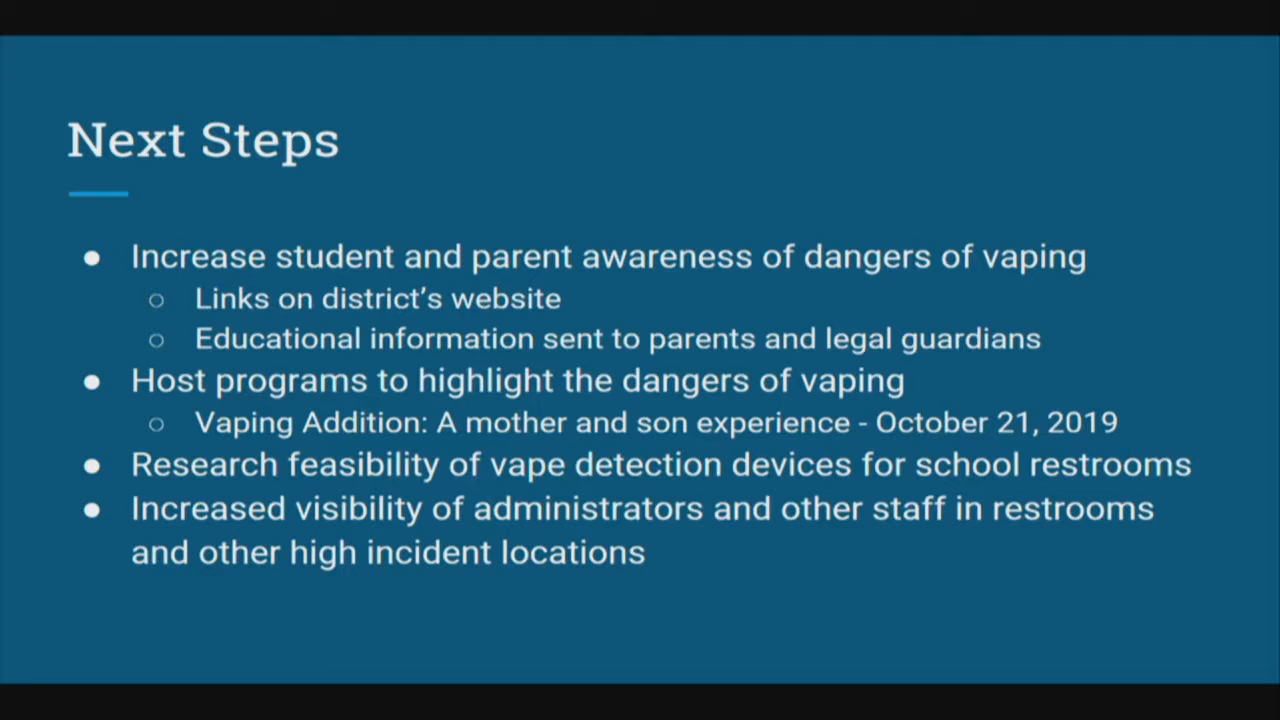 Next Steps
● Increase student and parent awareness of dangers of vaping
○ Links on district’s website
○ Educational information sent to parents and legal guardians
● Host programs to highlight the dangers of vaping
○ Vaping Addition: A mother and son experience - October 21, 2019
● Research feasibility of vape detection devices for school restrooms
● Increased visibility of administrators and other staff in restrooms
and other high incident locations